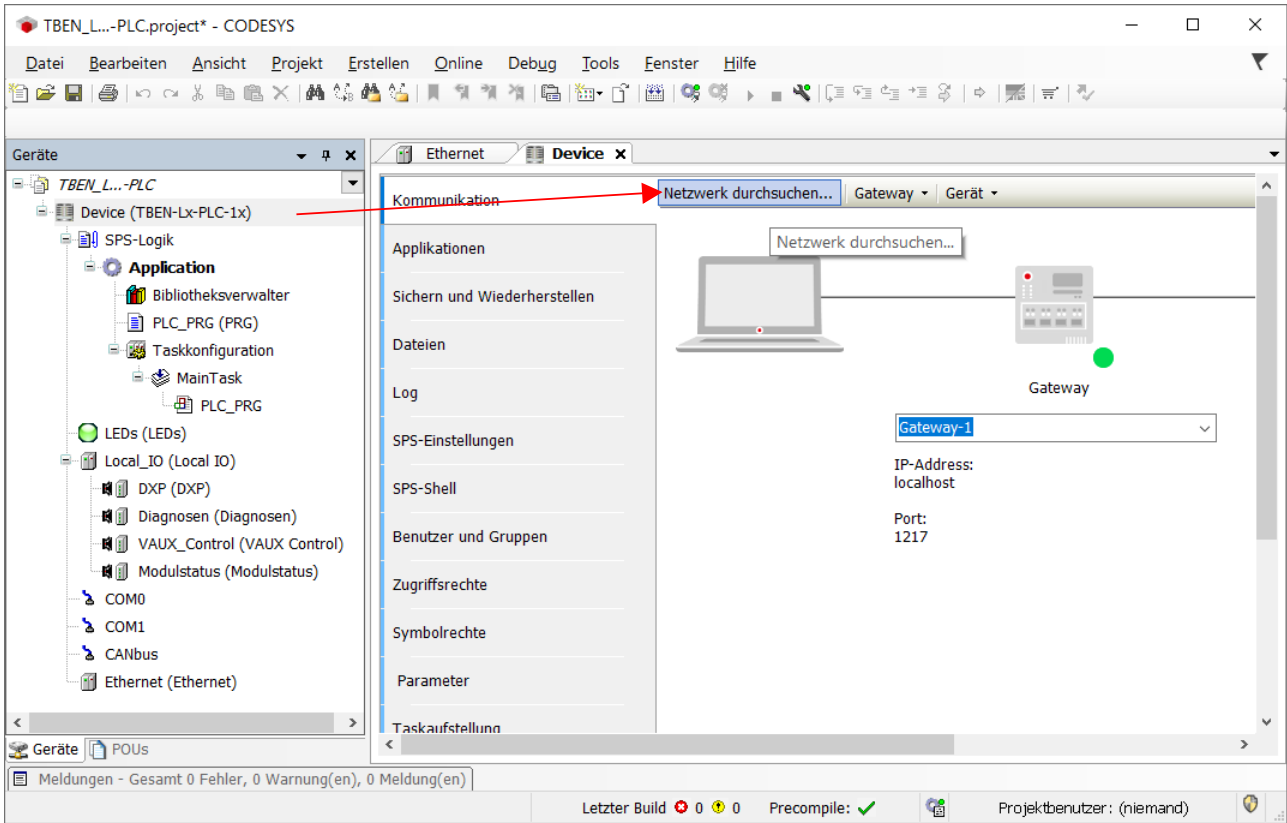 TBEN_L...-PLC.project* - CODESYS
Datei Bearbeiten Ansicht Projekt Erstellen Online Debug Tools Fenster Hilfe
Geräte
TBEN_L...-PLC
Device (TBEN-Lx-PLC-1x)
SPS-Logik
Application
Bibliotheksverwalter
PLC_PRG (PRG)
Taskkonfiguration
MainTask
PLC_PRG
LEDs (LEDs)
Local_IO (Local IO)
DXP (DXP)
Diagnosen (Diagnosen)
VAUX_Control (VAUX Control)
Modulstatus (Modulstatus)
COM0
COM1
CANbus
Ethernet (Ethernet)
Geräte POUs
Ethernet Device
Kommunikation
Applikationen
Sichern und Wiederherstellen
Dateien
Log
SPS-Einstellungen
SPS-Shell
Benutzer und Gruppen
Zugriffsrechte
Symbolrechte
Parameter
Taskaufstellung
Netzwerk durchsuchen... Gateway Gerät
Netzwerk durchsuchen...
Gateway
Gateway-1
IP-Address:
localhost
Port:
1217
Meldungen - Gesamt 0 Fehler, 0 Warnung(en), 0 Meldung(en)
Letzter Build 0 0 Precompile: Projektbenutzer: (niemand)